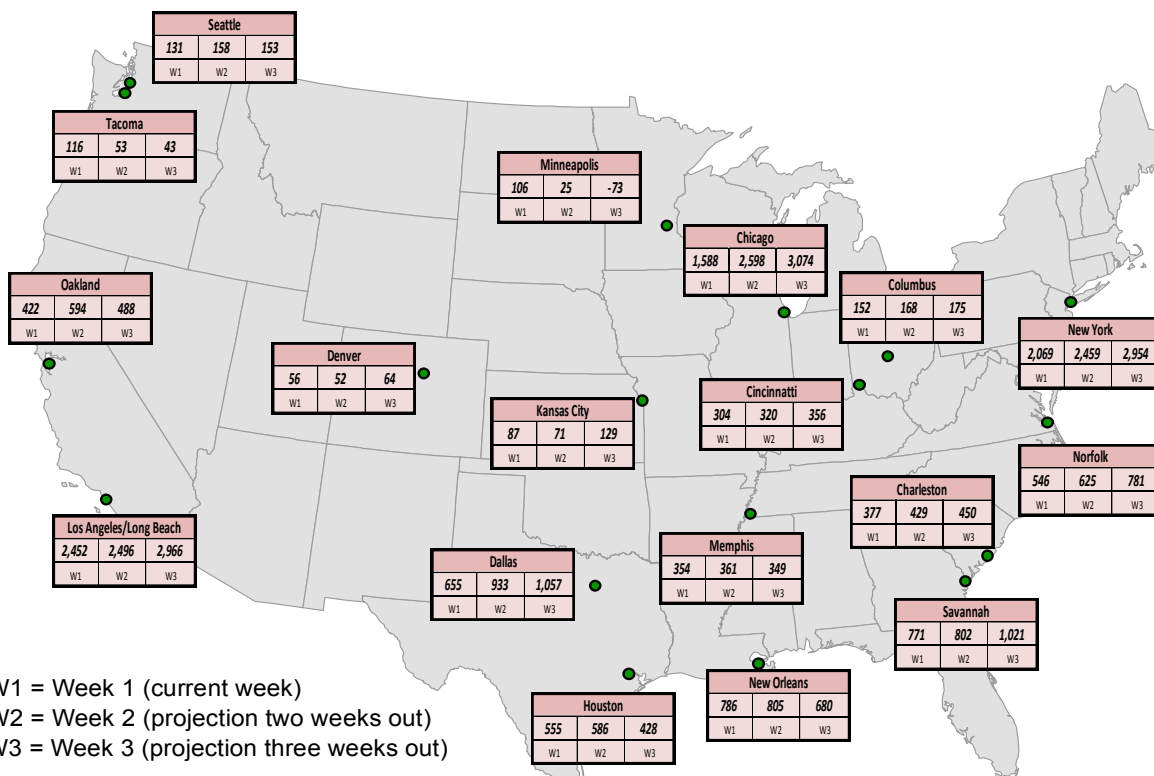 Seattle
131 158 153
W1 W2 W3
Tacoma
116 53 43
W1 W2 W3
Minneapolis
106 25 -73
W1 W2 W3
Chicago
1,588 2,598 3,074
W1 W2 W3
Oakland
422 594 488
W1 W2 W3
Columbus
152 168 175
W1 W2 W3
New York
2,069 2,459 2,954
W1 W2 W3
Denver
56 52 64
W1 W2 W3
Cincinnatti
304 320 356
W1 W2 W3
Kansas City
87 71 129
W1 W2 W3
Norfolk
546 625 781
W1 W2 W3
Charleston
377 429 450
W1 W2 W3
Los Angeles/Long Beach
2,452 2,496 2,966
W1 W2 W3
Memphis
354 361 349
W1 W2 W3
Dallas
655 933 1,057
W1 W2 W3
Savannah
771 802 1,021
W1 W2 W3
New Orleans
786 805 680
W1 W2 W3
Houston
555 586 428
W1 W2 W3
W1 = Week 1 (current week)
W2 = Week 2 (projection two weeks out)
W3 = Week 3 (projection three weeks out)